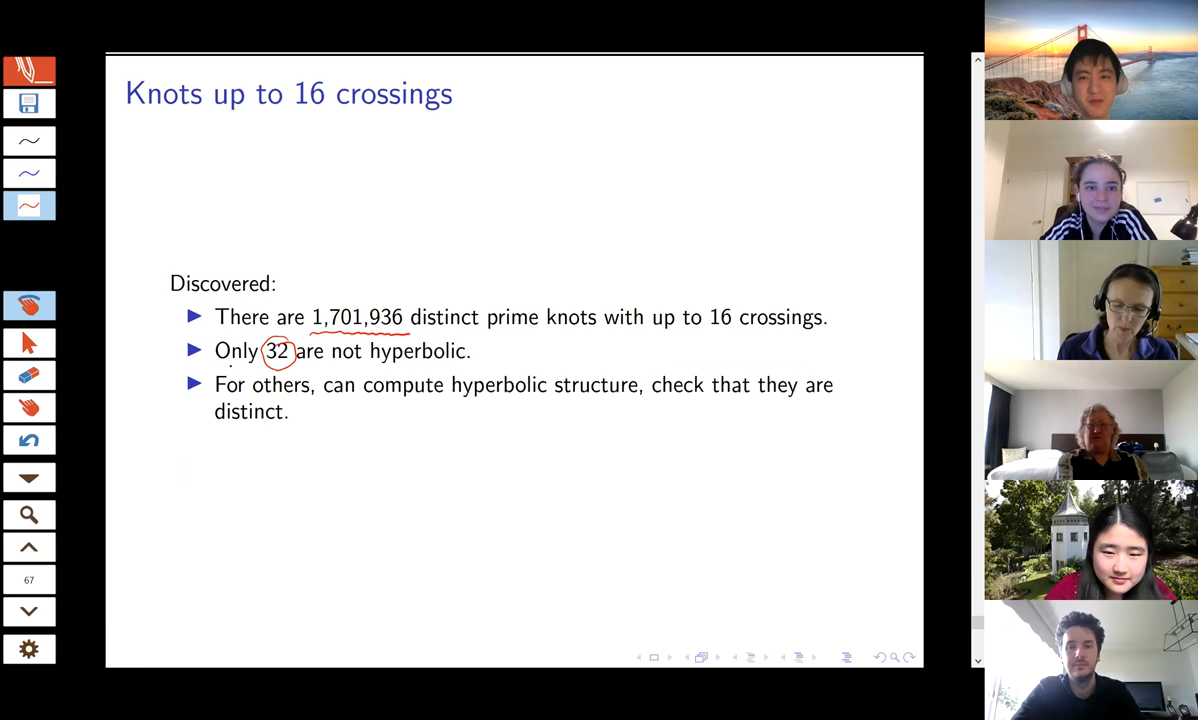 Knots up to 16 crossings
Discovered:
There are 1,701,936 distinct prime knots with up to 16 crossings.
Only 32 are not hyperbolic.
For others, can compute hyperbolic structure, check that they are
distinct.
67